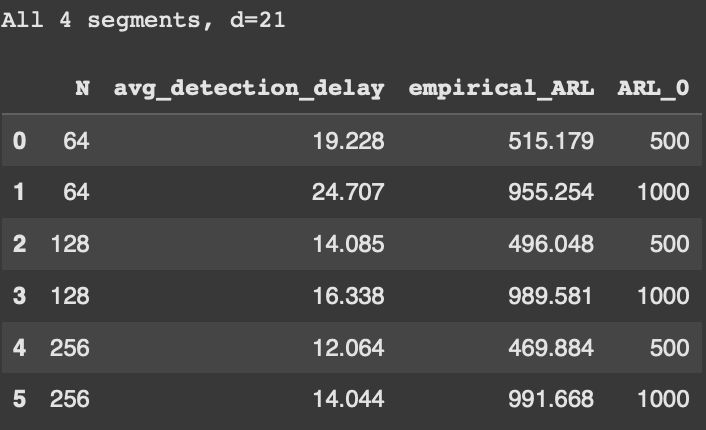 All 4 segments, d=21
N avg_detection_delay empirical_ARL ARL_0
0 64 19.228 515.179 500
1 64 24.707 955.254 1000
2 128 14.085 496.048 500
3 128 16.338 989.581 1000
4 256 12.064 469.884 500
5 256 14.044 991.668 1000